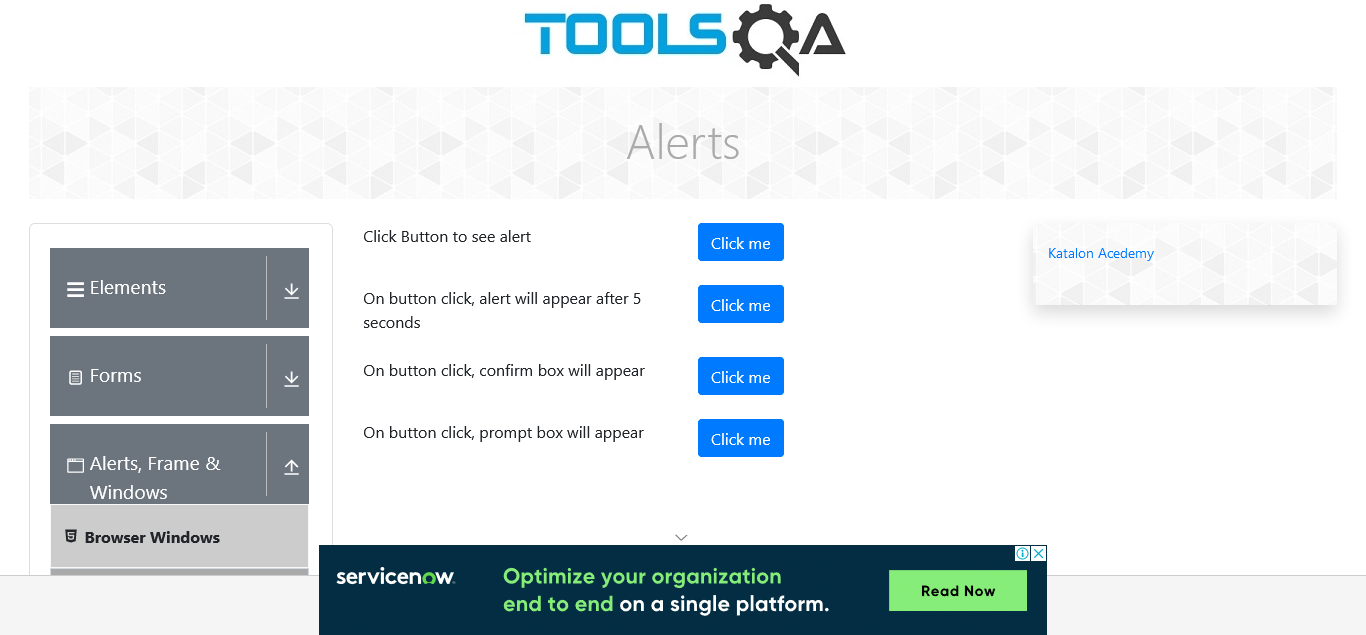 TOOLSQA
Alerts
Elements
Forms
Alerts, Frame &
Windows
Browser Windows
Click Button to see alert
Click me
On button click, alert will appear after 5
seconds
Click me
On button click, confirm box will appear
Click me
On button click, prompt box will appear
Click me
Katalon Acedemy
servicenow.
Optimize your organization
end to end on a single platform.
Read Now